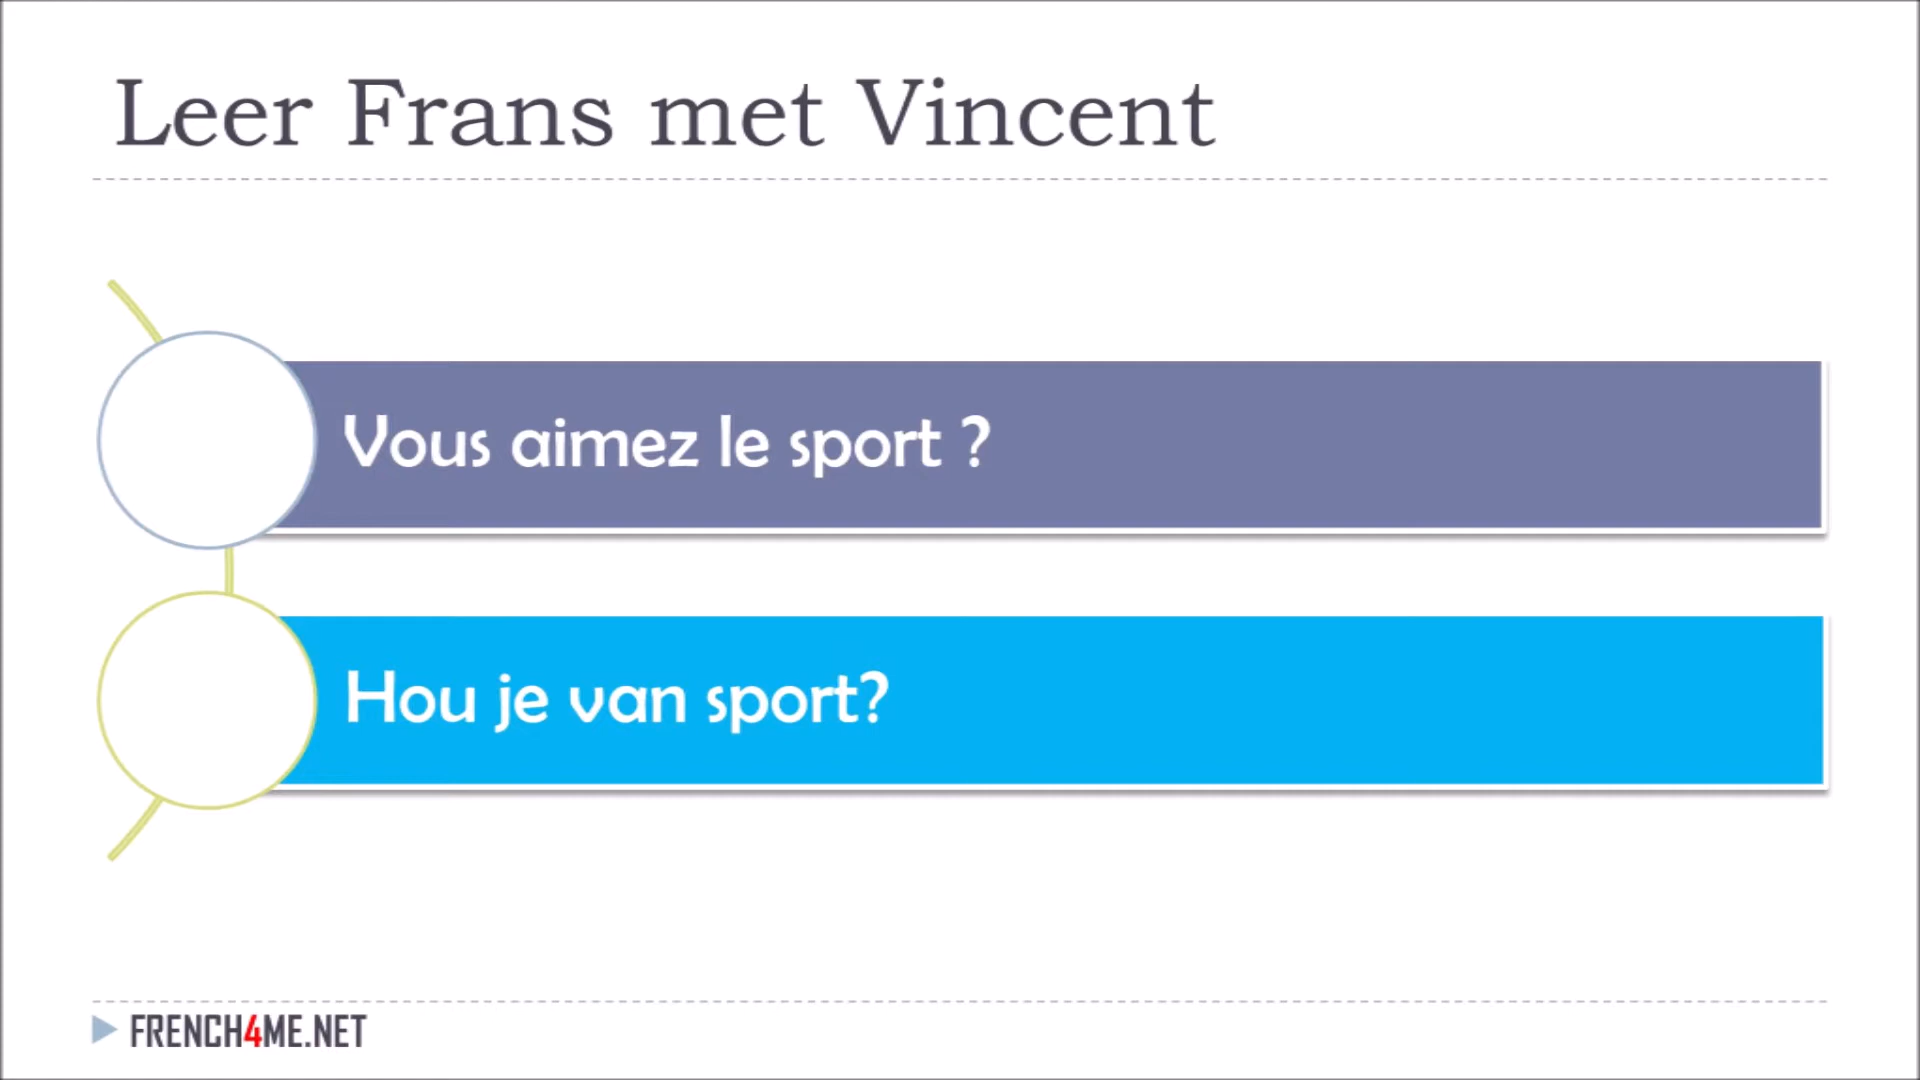 Leer Frans met Vincent
Vous aimez le sport ?
Hou je van sport?
FRENCH4ME.NET